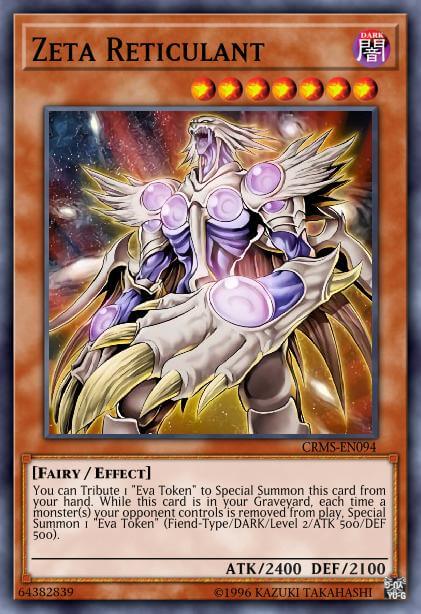 Zeta Reticulant
DARK
闇
CRMS-EN094
[Fairy / Effect]
You can Tribute 1 "Eva Token" to Special Summon this card from
your hand. While this card is in your Graveyard, each time a
monster(s) your opponent controls is removed from play, Special
Summon 1 "Eva Token" (Fiend-Type/DARK/Level 2/ATK 500/DEF
500).
ATK/2400 DEF/2100
64382839
©1996 KAZUKI TAKAHASHI